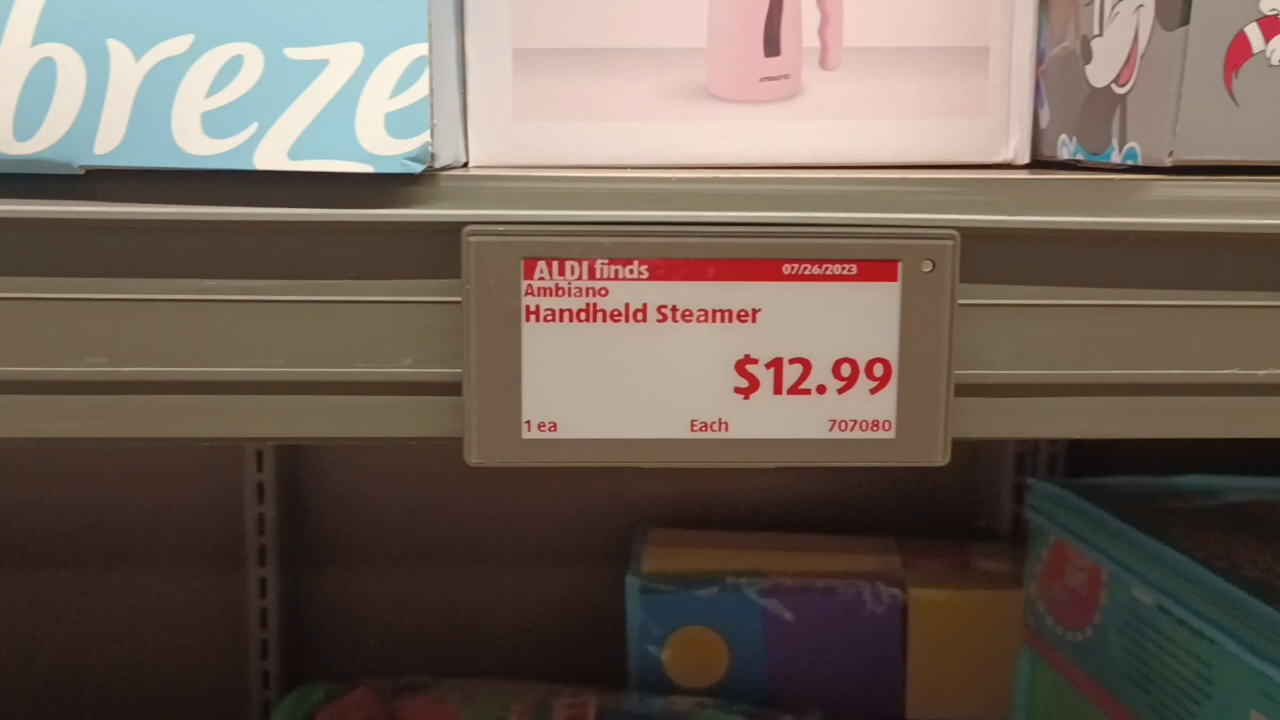 breze
ALDI finds 07/26/2023
Ambiano
Handheld Steamer
$12.99
1 ea Each 707080